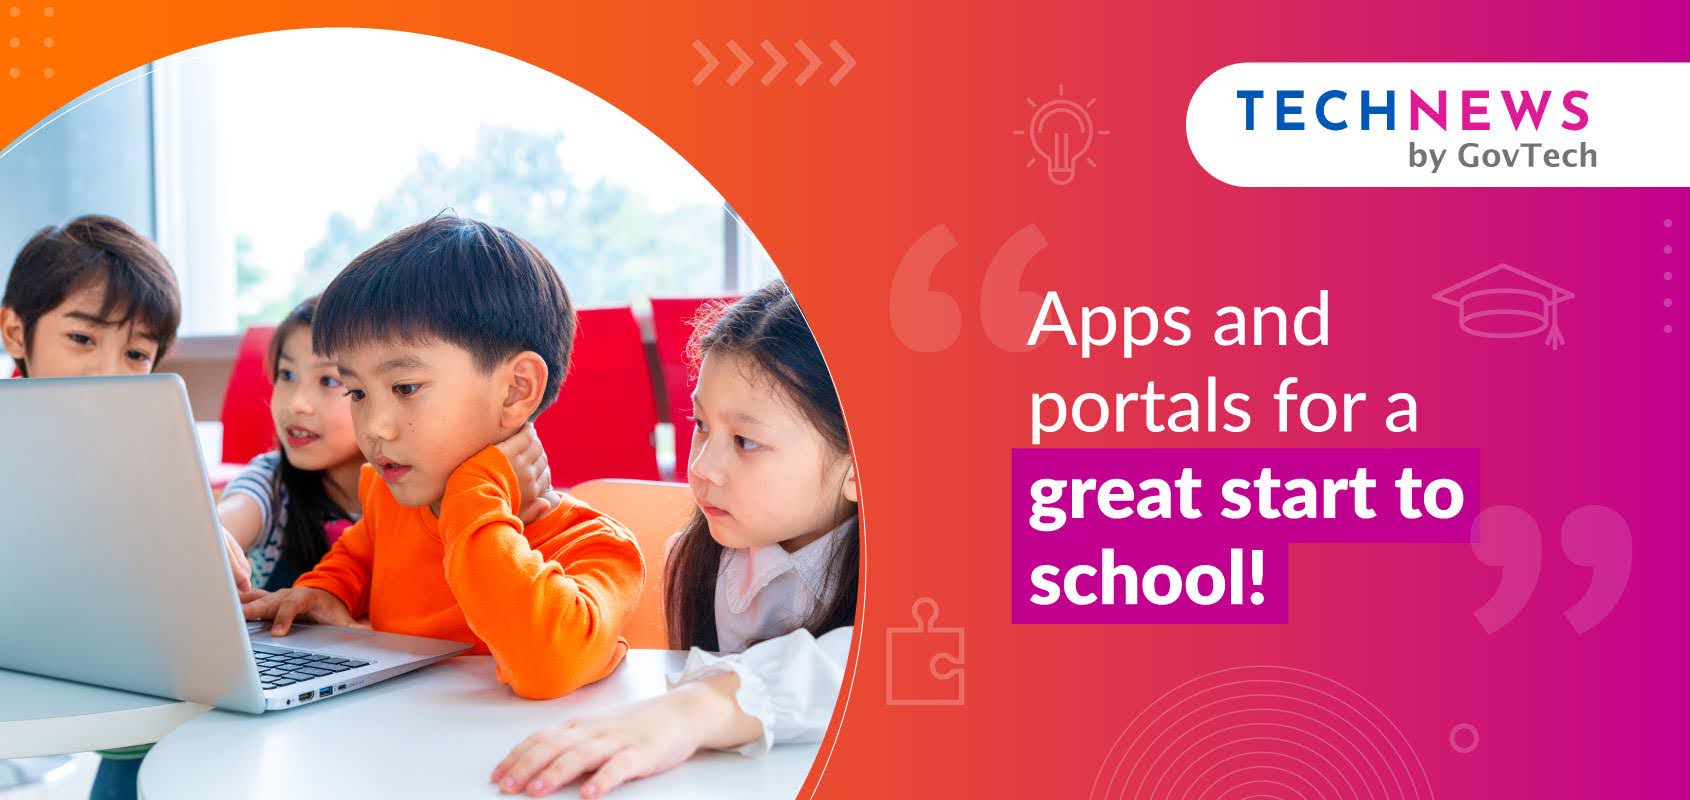 TECHNEWS
by GovTech
Apps and
portals for a
great start to
school!